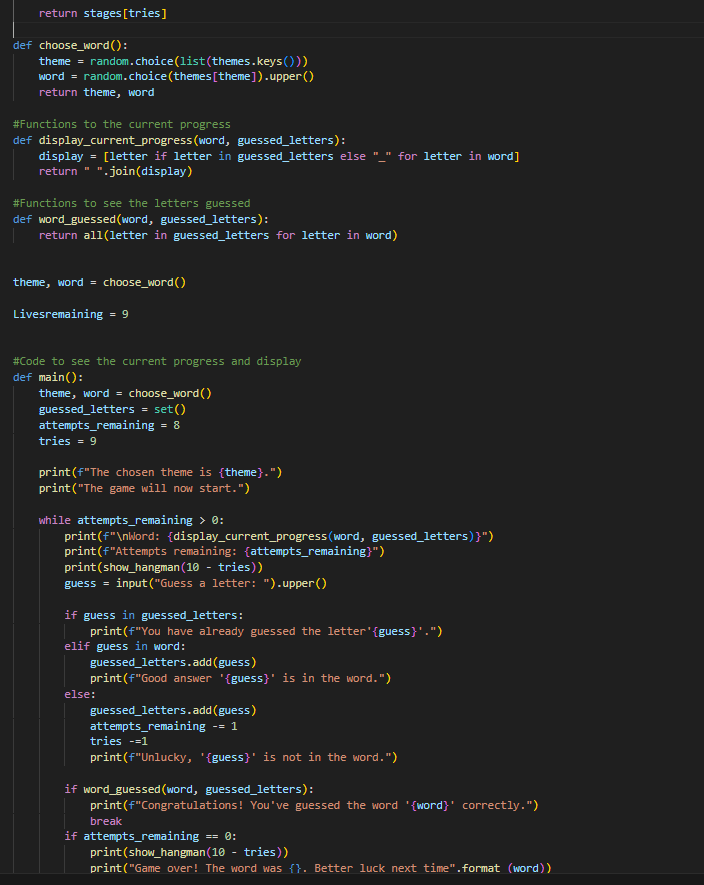 return stages[tries]
def choose_word():
    theme = random.choice(list(themes.keys()))
    word = random.choice(themes[theme]).upper()
    return theme, word
#Functions to the current progress
def display_current_progress(word, guessed_letters):
    display = [letter if letter in guessed_letters else "_" for letter in word]
    return " ".join(display)
#Functions to see the letters guessed
def word_guessed(word, guessed_letters):
    return all(letter in guessed_letters for letter in word)
theme, word = choose_word()
Livesremaining = 9
#Code to see the current progress and display
def main():
    theme, word = choose_word()
    guessed_letters = set()
    attempts_remaining = 8
    tries = 9
    print(f"The chosen theme is {theme}.")
    print("The game will now start.")
    while attempts_remaining > 0:
        print(f"\nWord: {display_current_progress(word, guessed_letters)}")
        print(f"Attempts remaining: {attempts_remaining}")
        print(show_hangman(10 - tries))
        guess = input("Guess a letter: ").upper()
        if guess in guessed_letters:
            print(f"You have already guessed the letter'{guess}'.")
        elif guess in word:
            guessed_letters.add(guess)
            print(f"Good answer '{guess}' is in the word.")
        else:
            guessed_letters.add(guess)
            attempts_remaining -= 1
            tries -=1
            print(f"Unlucky, '{guess}' is not in the word.")
        if word_guessed(word, guessed_letters):
            print(f"Congratulations! You've guessed the word '{word}' correctly.")
            break
        if attempts_remaining == 0:
            print(show_hangman(10 - tries))
            print("Game over! The word was {}. Better luck next time".format (word))